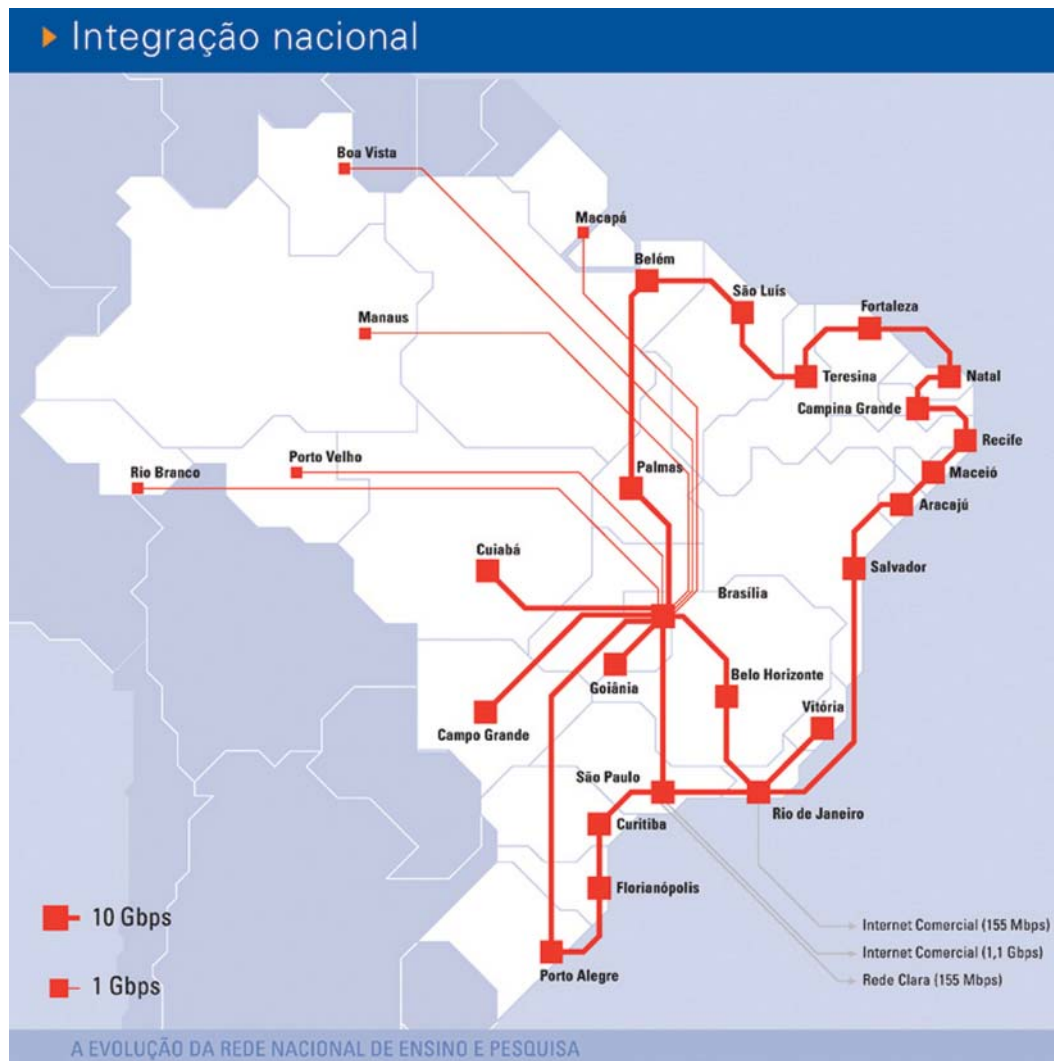 Integração nacional
Boa Vista
Macapá
Belém
São Luís
Fortaleza
Manaus
Teresina
Natal
Campina Grande
Recife
Rio Branco
Porto Velho
Palmas
Maceió
Aracajú
Cuiabá
Salvador
Brasília
Goiânia
Belo Horizonte
Vitória
Campo Grande
São Paulo
Rio de Janeiro
Curitiba
Florianópolis
10 Gbps
Internet Comercial (155 Mbps)
Internet Comercial (1,1 Gbps)
Porto Alegre
Rede Clara (155 Mbps)
1 Gbps
A EVOLUÇÃO DA REDE NACIONAL DE ENSINO E PESQUISA